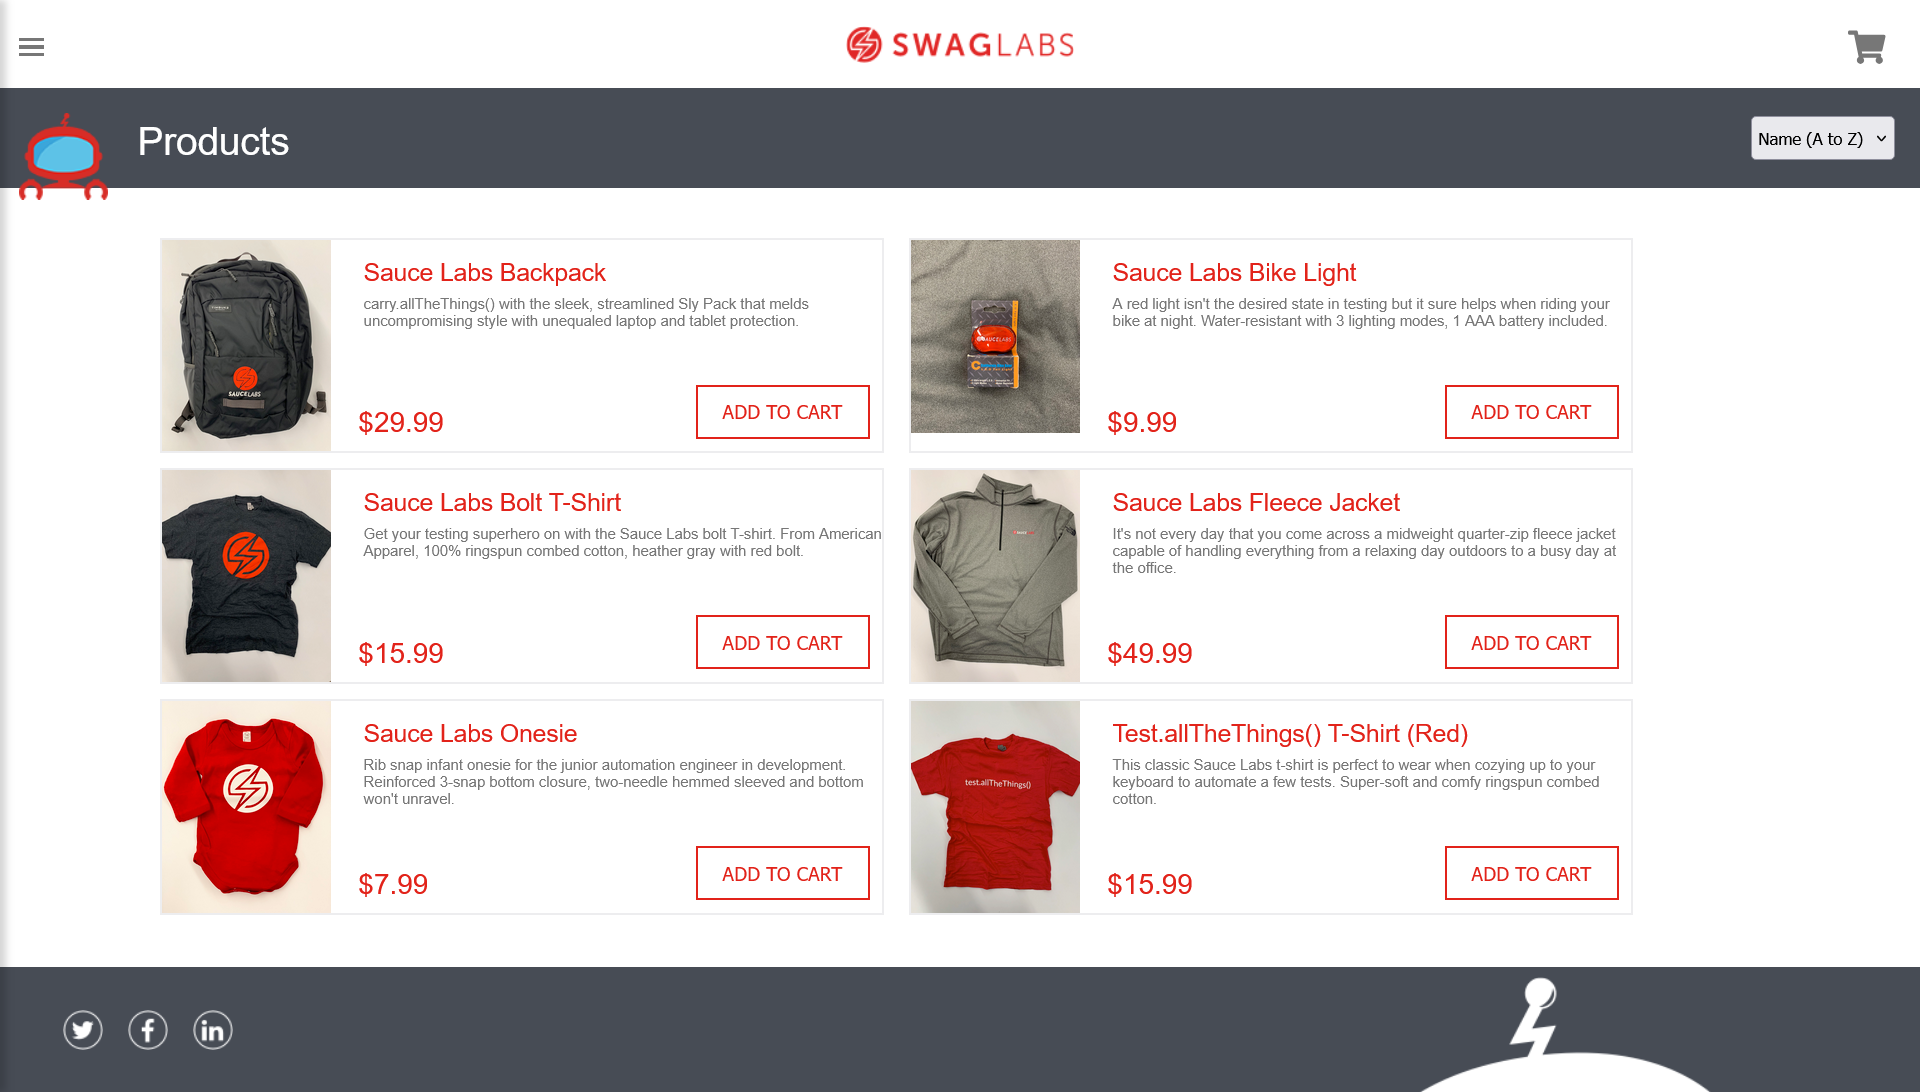 SWAGLABS
Products
Name (A to Z)
Sauce Labs Backpack
carry.allTheThings() with the sleek, streamlined Sly Pack that melds
uncompromising style with unequaled laptop and tablet protection.
$29.99
ADD TO CART
SAUCELABS
Sauce Labs Bike Light
A red light isn't the desired state in testing but it sure helps when riding your
bike at night. Water-resistant with 3 lighting modes, 1 AAA battery included.
$9.99
ADD TO CART
SAUCELABS
Sauce Labs Bolt T-Shirt
Get your testing superhero on with the Sauce Labs bolt T-shirt. From American
Apparel, 100% ringspun combed cotton, heather gray with red bolt.
$15.99
ADD TO CART
Sauce Labs Fleece Jacket
It's not every day that you come across a midweight quarter-zip fleece jacket
capable of handling everything from a relaxing day outdoors to a busy day at
the office.
$49.99
ADD TO CART
Sauce Labs Onesie
Rib snap infant onesie for the junior automation engineer in development.
Reinforced 3-snap bottom closure, two-needle hemmed sleeved and bottom
won't unravel.
$7.99
ADD TO CART
Test.allTheThings() T-Shirt (Red)
This classic Sauce Labs t-shirt is perfect to wear when cozying up to your
keyboard to automate a few tests. Super-soft and comfy ringspun combed
cotton.
$15.99
ADD TO CART
test.allTheThings()